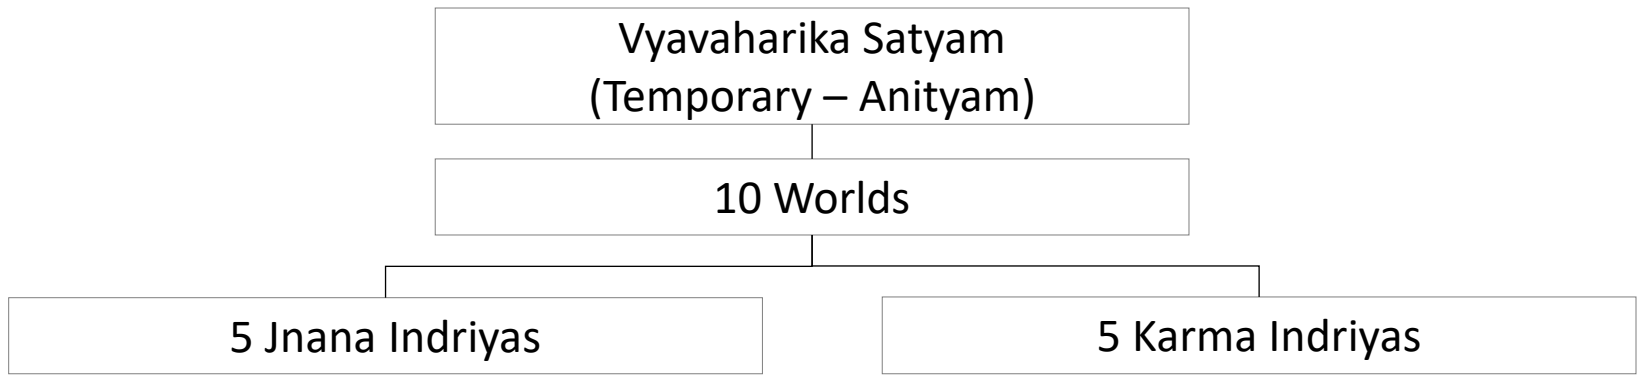 Vyavaharika Satyam
(Temporary – Anityam)
10 Worlds
5 Jnana Indriyas
5 Karma Indriyas